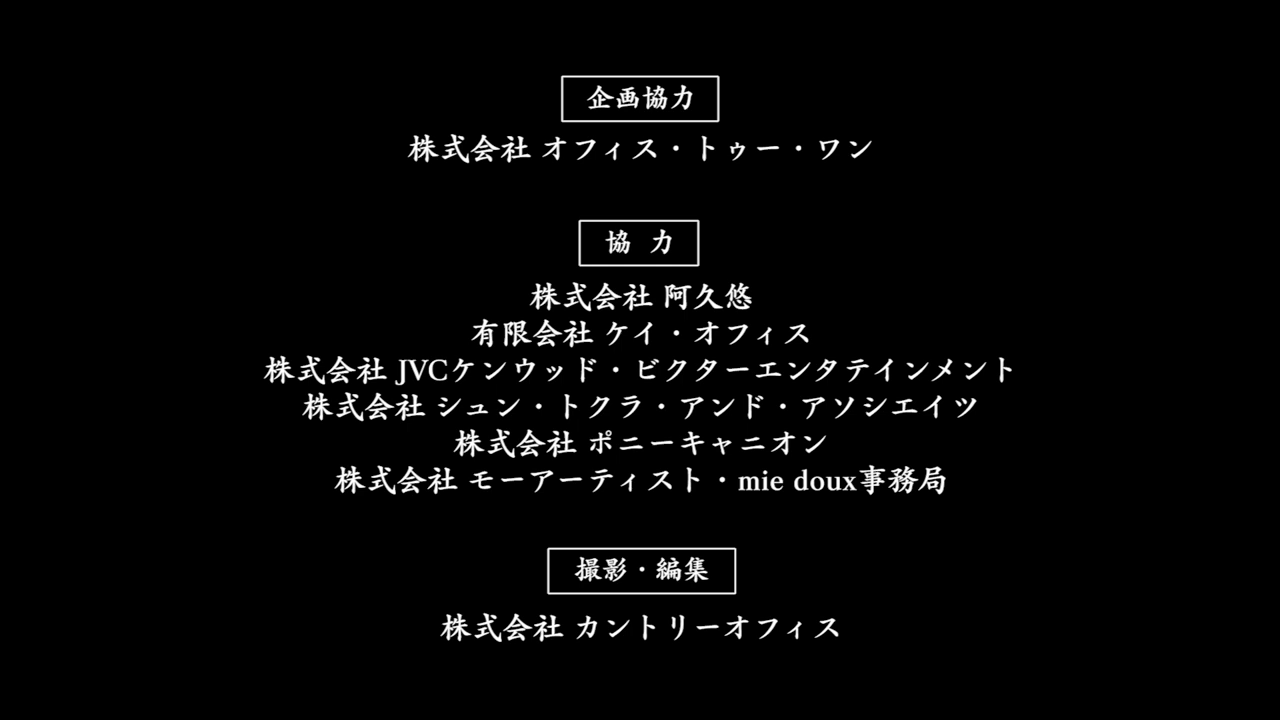 企画協力
株式会社 オフィス・トゥー・ワン
協 力
株式会社 阿久悠
有限会社 ケイ・オフィス
株式会社 JVCケンウッド・ビクターエンタテインメント
株式会社 シュン・トクラ・アンド・アソシエイツ
株式会社 ポニーキャニオン
株式会社 モーアーティスト・mie doux事務局
撮影・編集
株式会社 カントリーオフィス